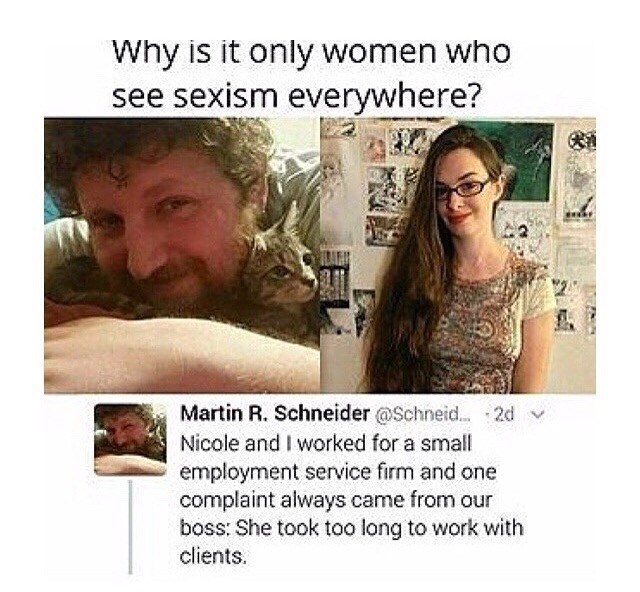 Why is it only women who
see sexism everywhere?
Martin R. Schneider @Schneid... · 2d
Nicole and I worked for a small
employment service firm and one
complaint always came from our
boss: She took too long to work with
clients.